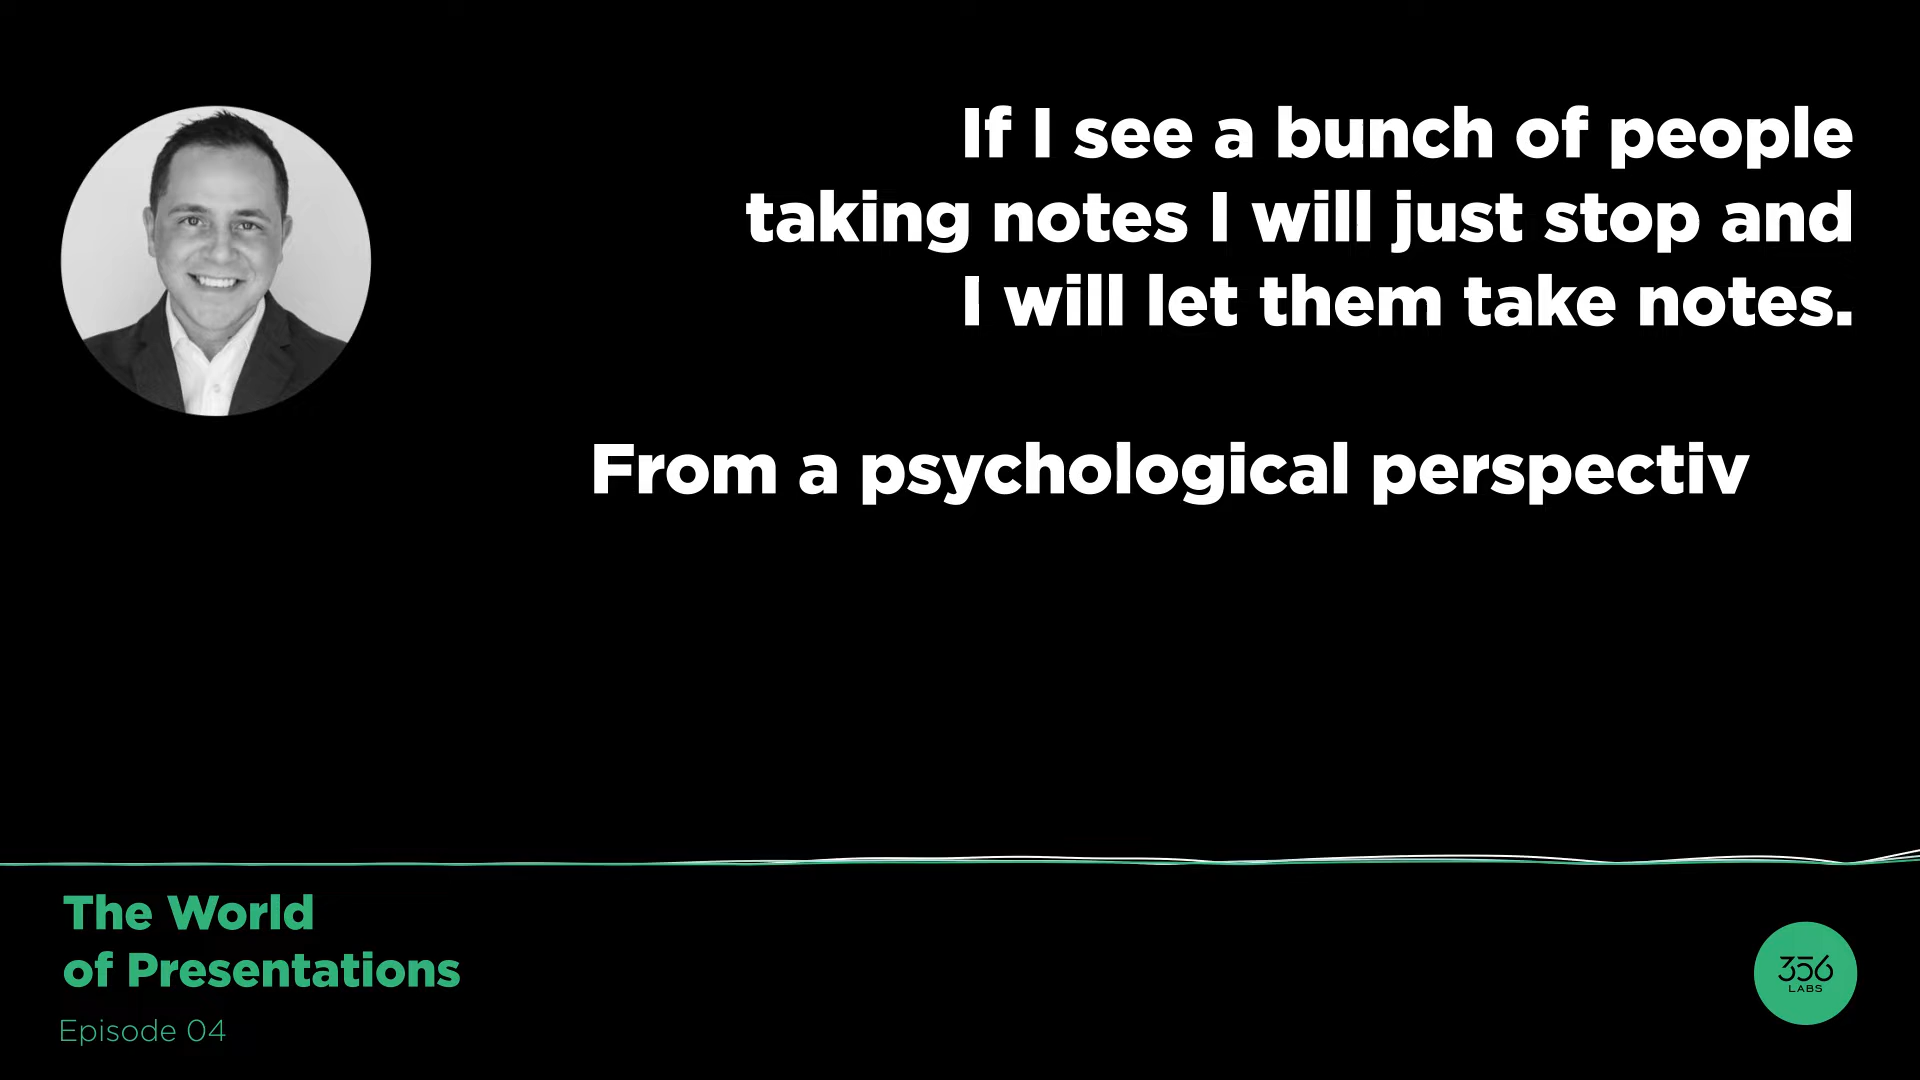 If I see a bunch of people
taking notes I will just stop and
I will let them take notes.
From a psychological perspectiv
The World
of Presentations
Episode 04
356
LABS